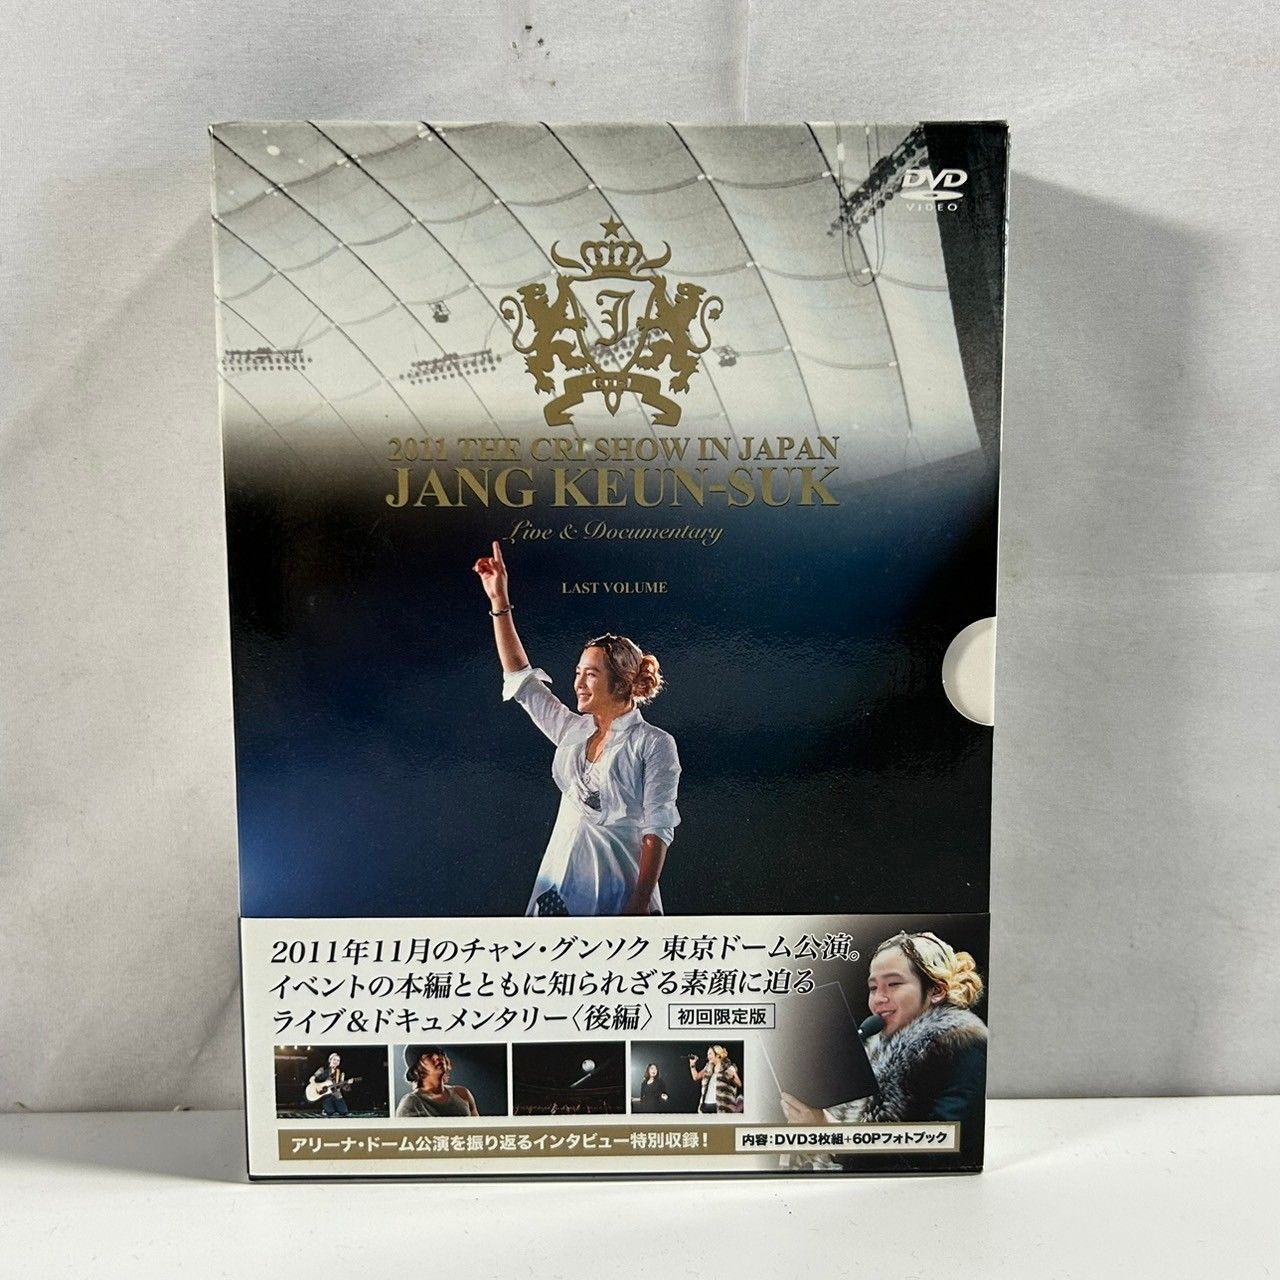 DVD
VIDEO
J
2011 THE CRI SHOW IN JAPAN
JANG KEUN-SUK
Live & Documentary
LAST VOLUME
2011年11月のチャン・グンソク 東京ドーム公演。
イベントの本編とともに知られざる素顔に迫る
ライブ&ドキュメンタリー〈後編〉 初回限定版
アリーナ・ドーム公演を振り返るインタビュー特別収録! 内容:DVD3枚組+60Pフォトブック